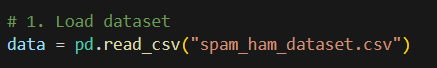 # 1. Load dataset
data = pd.read_csv("spam_ham_dataset.csv")